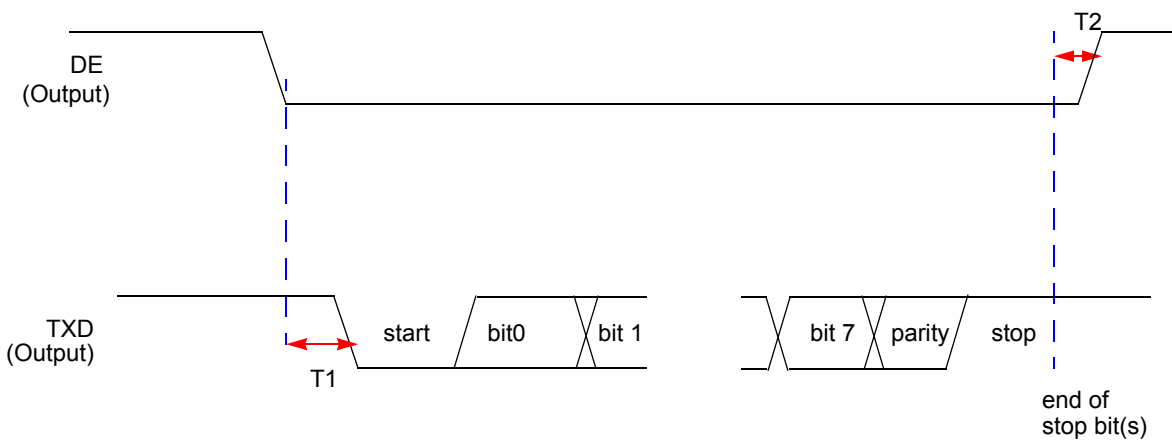 T2
DE
(Output)
TXD
(Output)
start
bit0
bit 1
bit 7
parity
stop
T1
end of
stop bit(s)